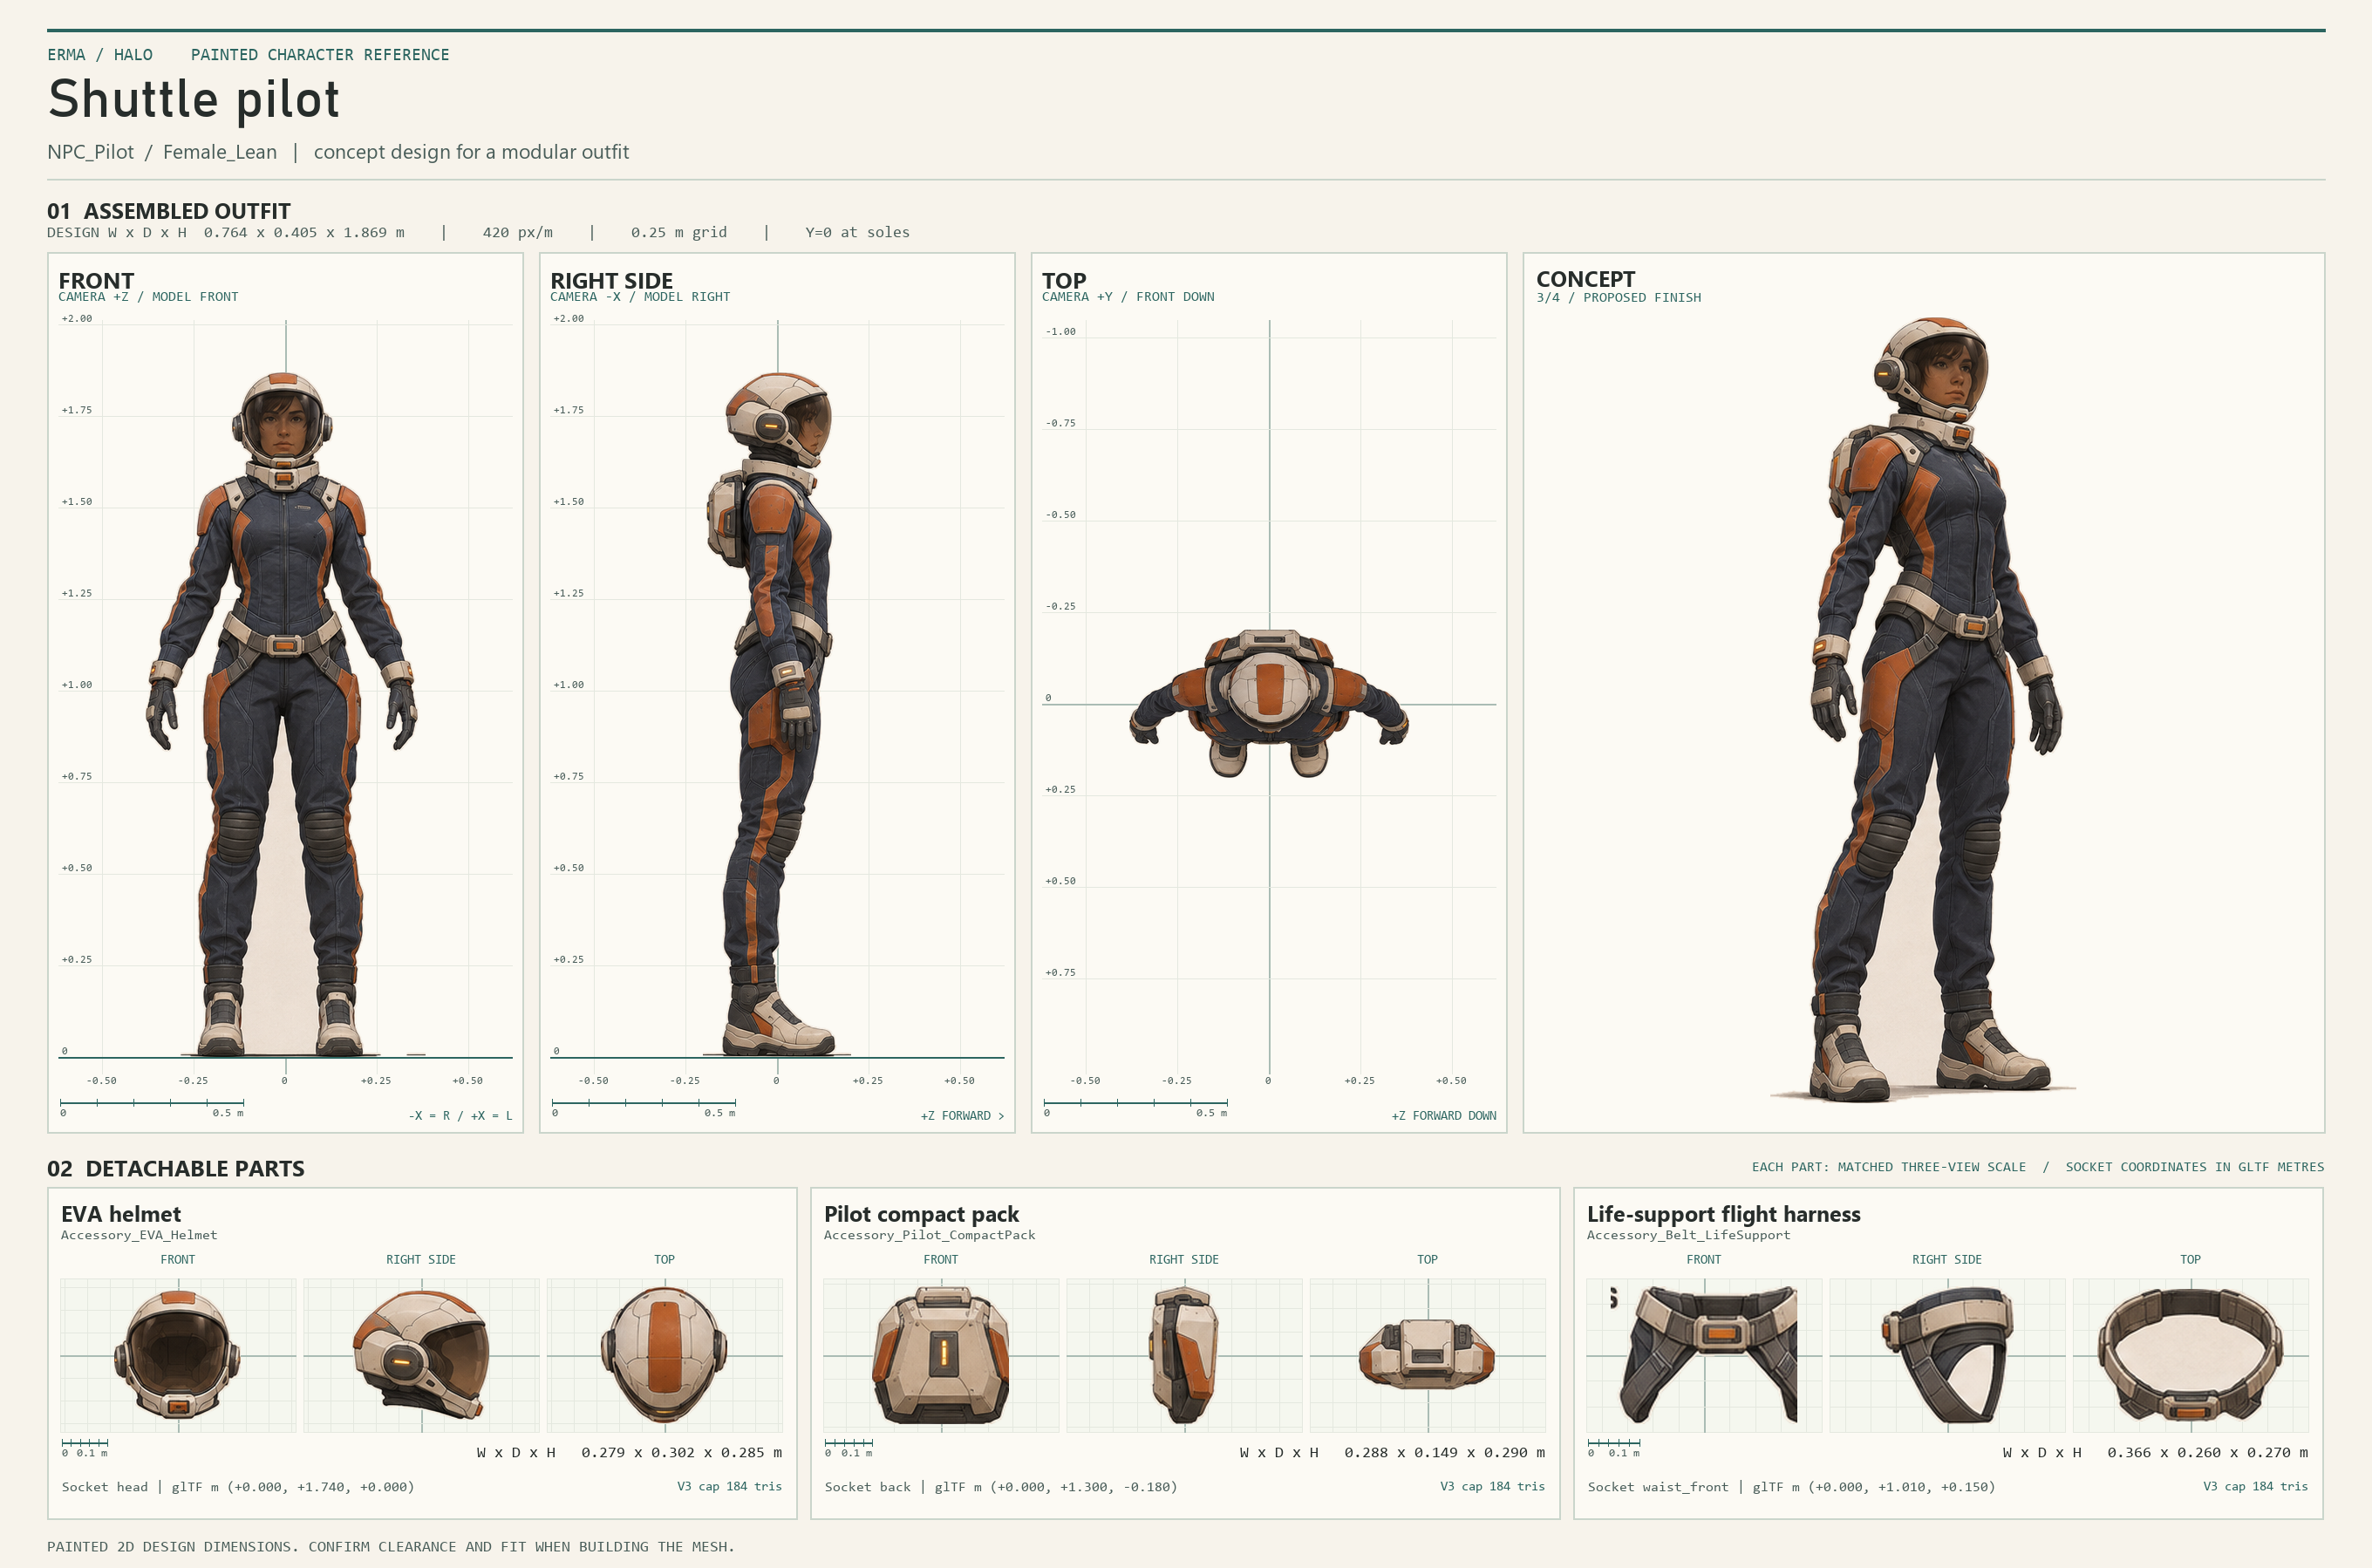 ERMA / HALO    PAINTED CHARACTER REFERENCE
Shuttle pilot
NPC_Pilot / Female_Lean | concept design for a modular outfit
01 ASSEMBLED OUTFIT
DESIGN W x D x H 0.764 x 0.405 x 1.869 m | 420 px/m | 0.25 m grid | Y=0 at soles
FRONT
CAMERA +Z / MODEL FRONT
+2.00
+1.75
+1.50
+1.25
+1.00
+0.75
+0.50
+0.25
0
-0.50 -0.25 0 +0.25 +0.50
0 0.5 m
-X = R / +X = L
RIGHT SIDE
CAMERA -X / MODEL RIGHT
+2.00
+1.75
+1.50
+1.25
+1.00
+0.75
+0.50
+0.25
0
-0.50 -0.25 0 +0.25 +0.50
0 0.5 m
+Z FORWARD >
TOP
CAMERA +Y / FRONT DOWN
-1.00
-0.75
-0.50
-0.25
0
+0.25
+0.50
+0.75
-0.50 -0.25 0 +0.25 +0.50
0 0.5 m
+Z FORWARD DOWN
CONCEPT
3/4 / PROPOSED FINISH
02 DETACHABLE PARTS
EACH PART: MATCHED THREE-VIEW SCALE / SOCKET COORDINATES IN GLTF METRES
EVA helmet
Accessory_EVA_Helmet
FRONT RIGHT SIDE TOP
0 0.1 m
W x D x H 0.279 x 0.302 x 0.285 m
Socket head | glTF m (+0.000, +1.740, +0.000)
V3 cap 184 tris
Pilot compact pack
Accessory_Pilot_CompactPack
FRONT RIGHT SIDE TOP
0 0.1 m
W x D x H 0.288 x 0.149 x 0.290 m
Socket back | glTF m (+0.000, +1.300, -0.180)
V3 cap 184 tris
Life-support flight harness
Accessory_Belt_LifeSupport
FRONT RIGHT SIDE TOP
0 0.1 m
W x D x H 0.366 x 0.260 x 0.270 m
Socket waist_front | glTF m (+0.000, +1.010, +0.150)
V3 cap 184 tris
PAINTED 2D DESIGN DIMENSIONS. CONFIRM CLEARANCE AND FIT WHEN BUILDING THE MESH.